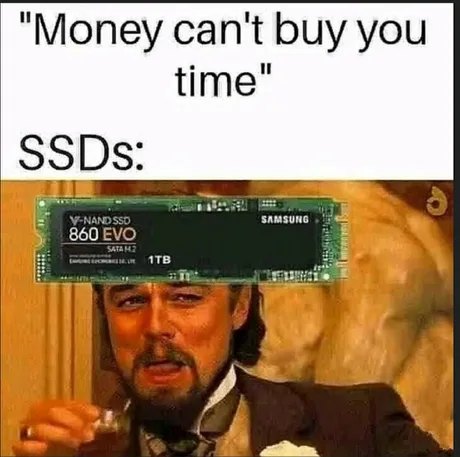 "Money can't buy you
time"
SSDs:
V-NAND SSD
860 EVO
SATA M.2
1TB
SAMSUNG